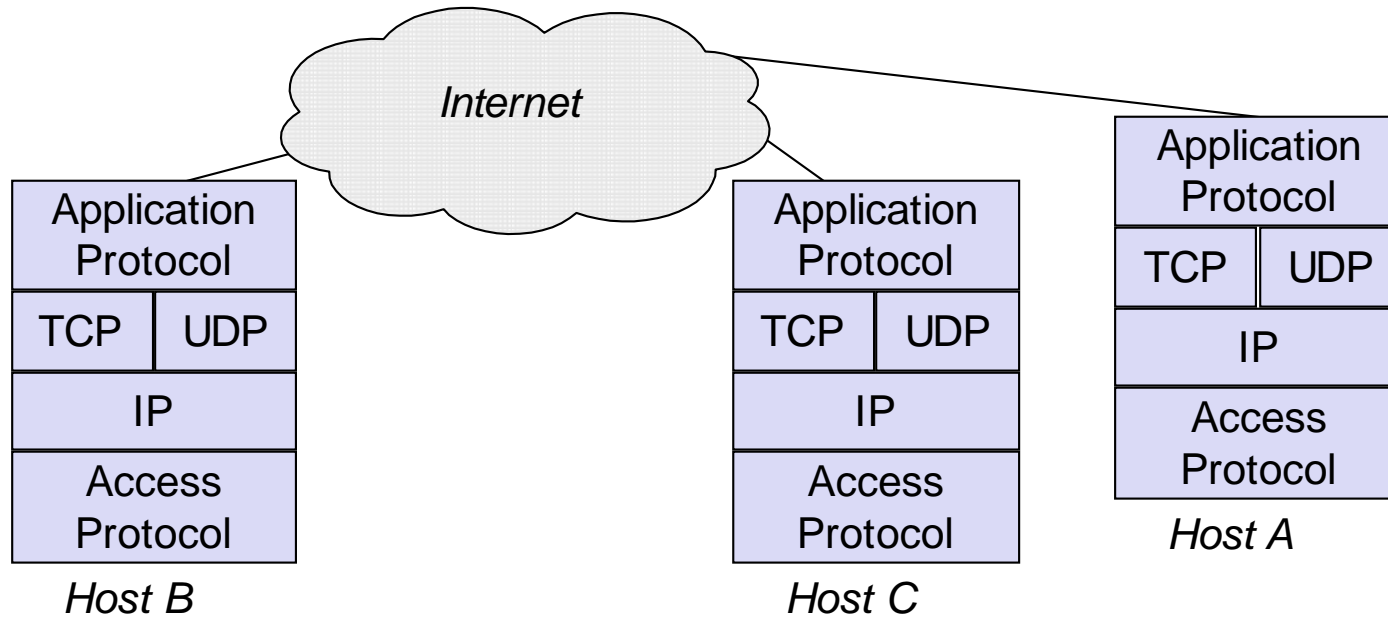 Internet
Application
Protocol
TCP UDP
IP
Access
Protocol
Host B
Application
Protocol
TCP UDP
IP
Access
Protocol
Host C
Application
Protocol
TCP UDP
IP
Access
Protocol
Host A